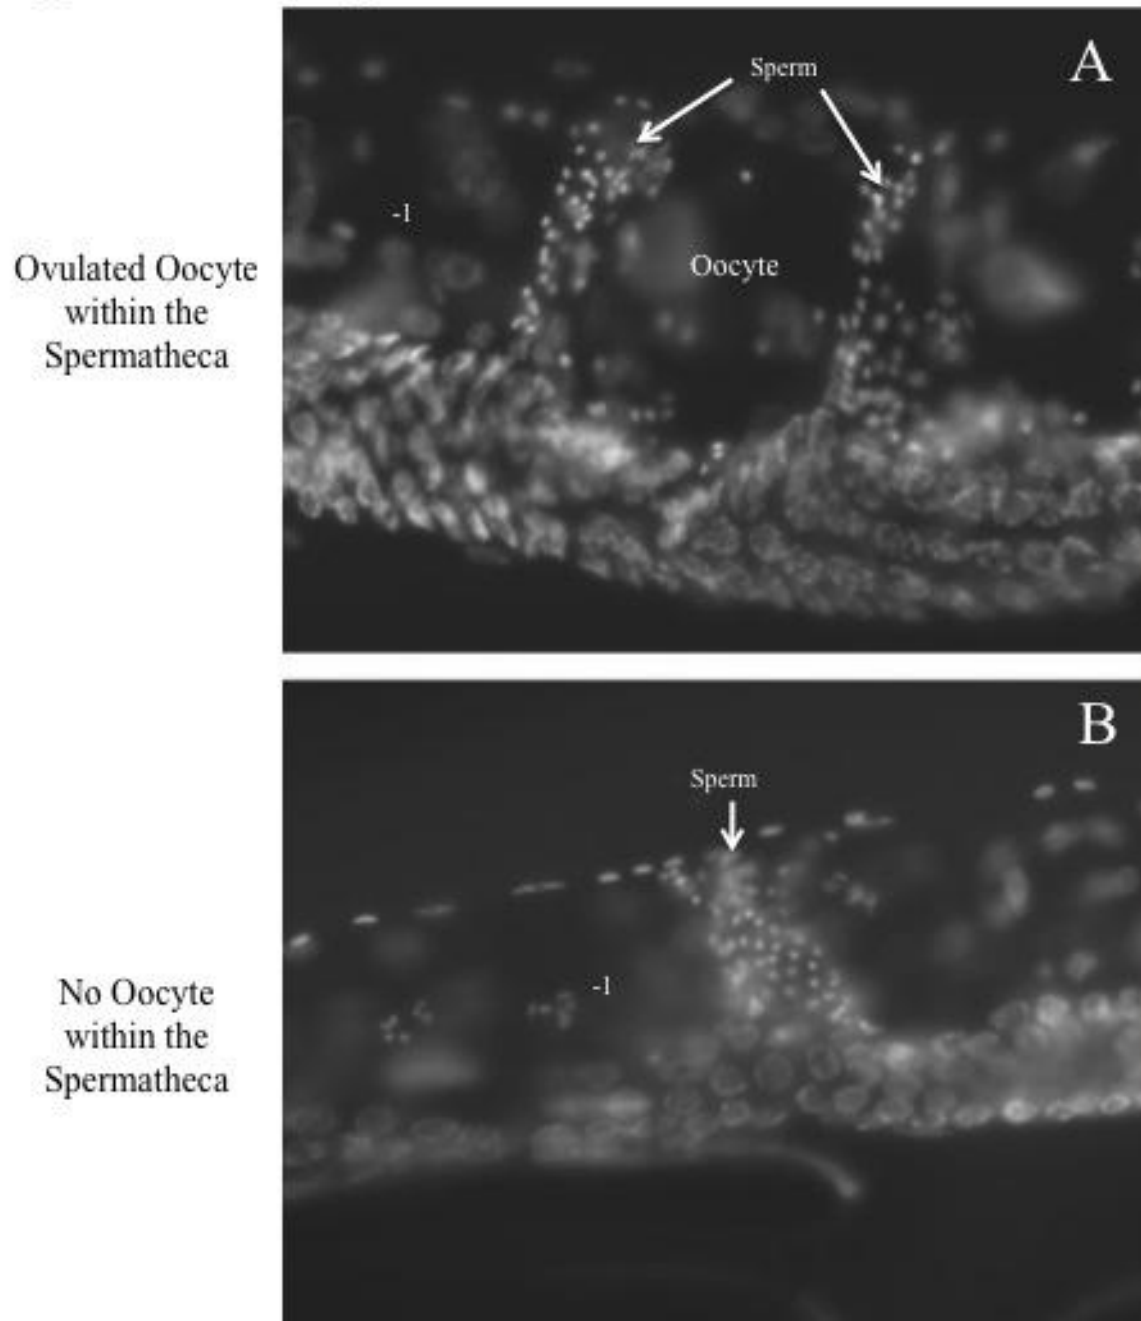 A
Sperm
-1
Oocyte
Ovulated Oocyte
within the
Spermatheca
B
Sperm
-1
No Oocyte
within the
Spermatheca